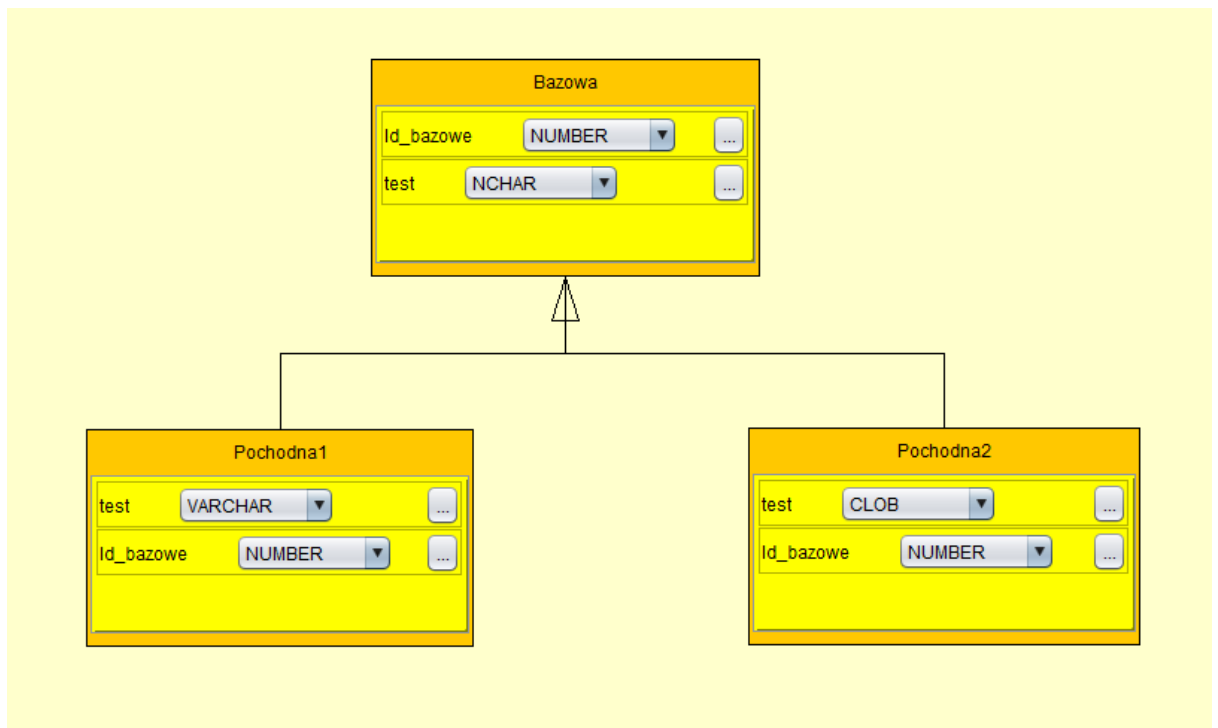 Bazowa
Id_bazowe NUMBER ...
test NCHAR ...
Pochodna1
test VARCHAR ...
Id_bazowe NUMBER ...
Pochodna2
test CLOB ...
Id_bazowe NUMBER ...